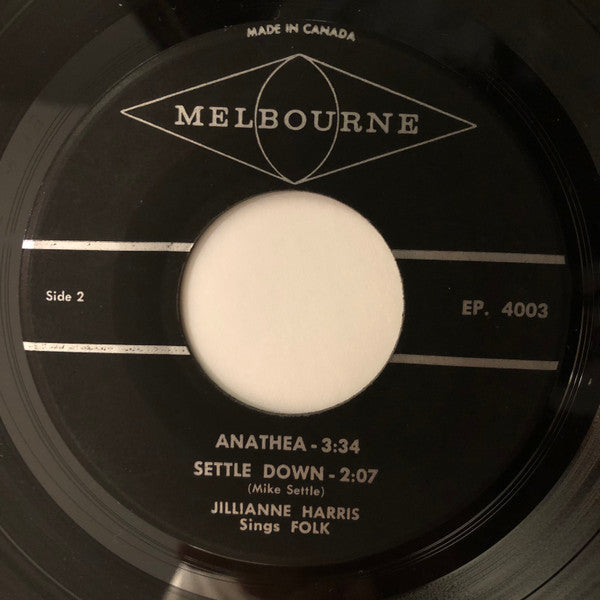 MADE IN CANADA
MELBOURNE
Side 2
EP. 4003
ANATHEA - 3:34
SETTLE DOWN - 2:07
(Mike Settle)
JILLIANNE HARRIS
Sings FOLK